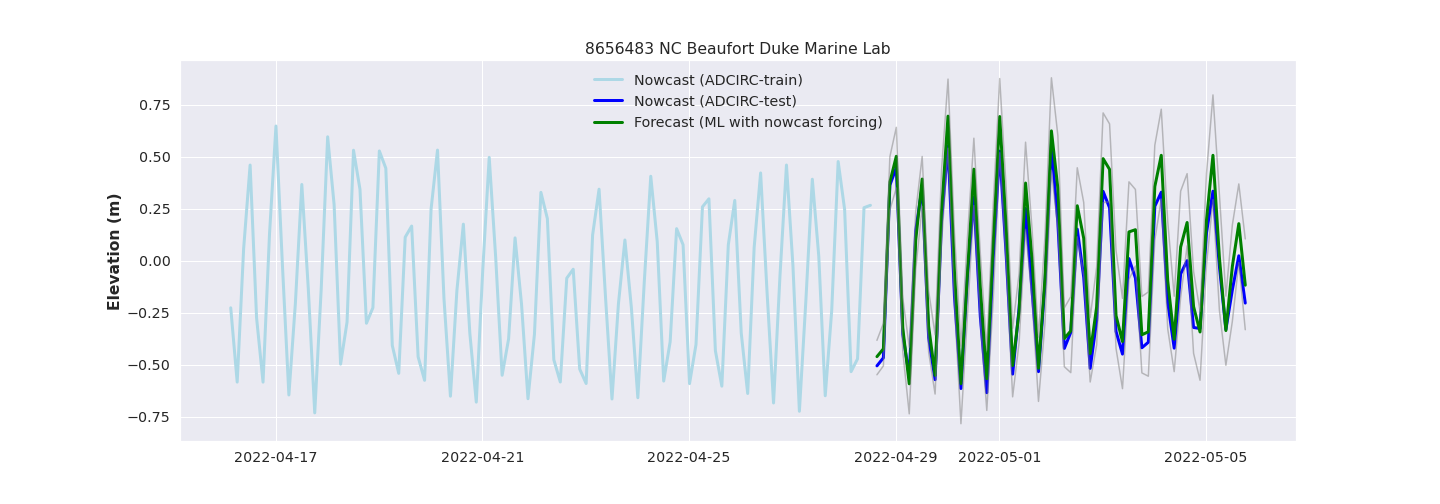 8656483 NC Beaufort Duke Marine Lab
Nowcast (ADCIRC-train)
Nowcast (ADCIRC-test)
Forecast (ML with nowcast forcing)
Elevation (m)
0.75
0.50
0.25
0.00
−0.25
−0.50
−0.75
2022-04-17 2022-04-21 2022-04-25 2022-04-29 2022-05-01 2022-05-05